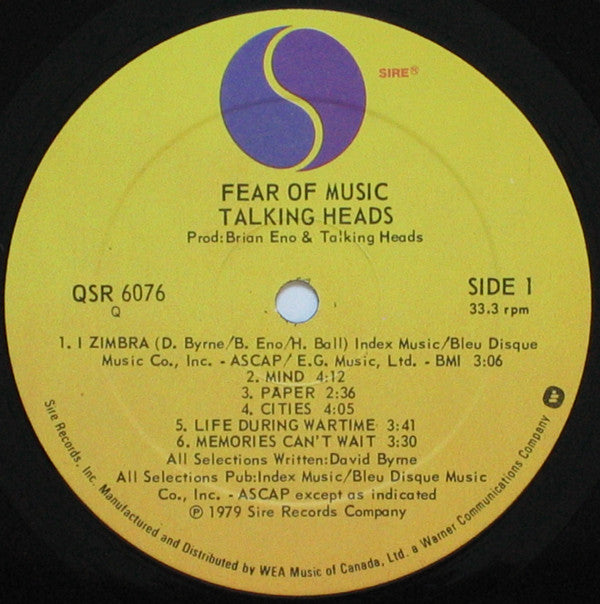 SIRE®
FEAR OF MUSIC
TALKING HEADS
Prod:Brian Eno & Talking Heads
QSR 6076
Q
SIDE 1
33.3 rpm
1. I ZIMBRA (D. Byrne/B. Eno/H. Ball) Index Music/Bleu Disque
Music Co., Inc. - ASCAP/ E.G. Music, Ltd. - BMI 3:06
2. MIND 4:12
3. PAPER 2:36
4. CITIES 4:05
5. LIFE DURING WARTIME 3:41
6. MEMORIES CAN'T WAIT 3:30
All Selections Written:David Byrne
All Selections Pub:Index Music/Bleu Disque Music
Co., Inc. - ASCAP except as indicated
℗ 1979 Sire Records Company
Sire Records, Inc. Manufactured and Distributed by WEA Music of Canada, Ltd. a Warner Communications Company